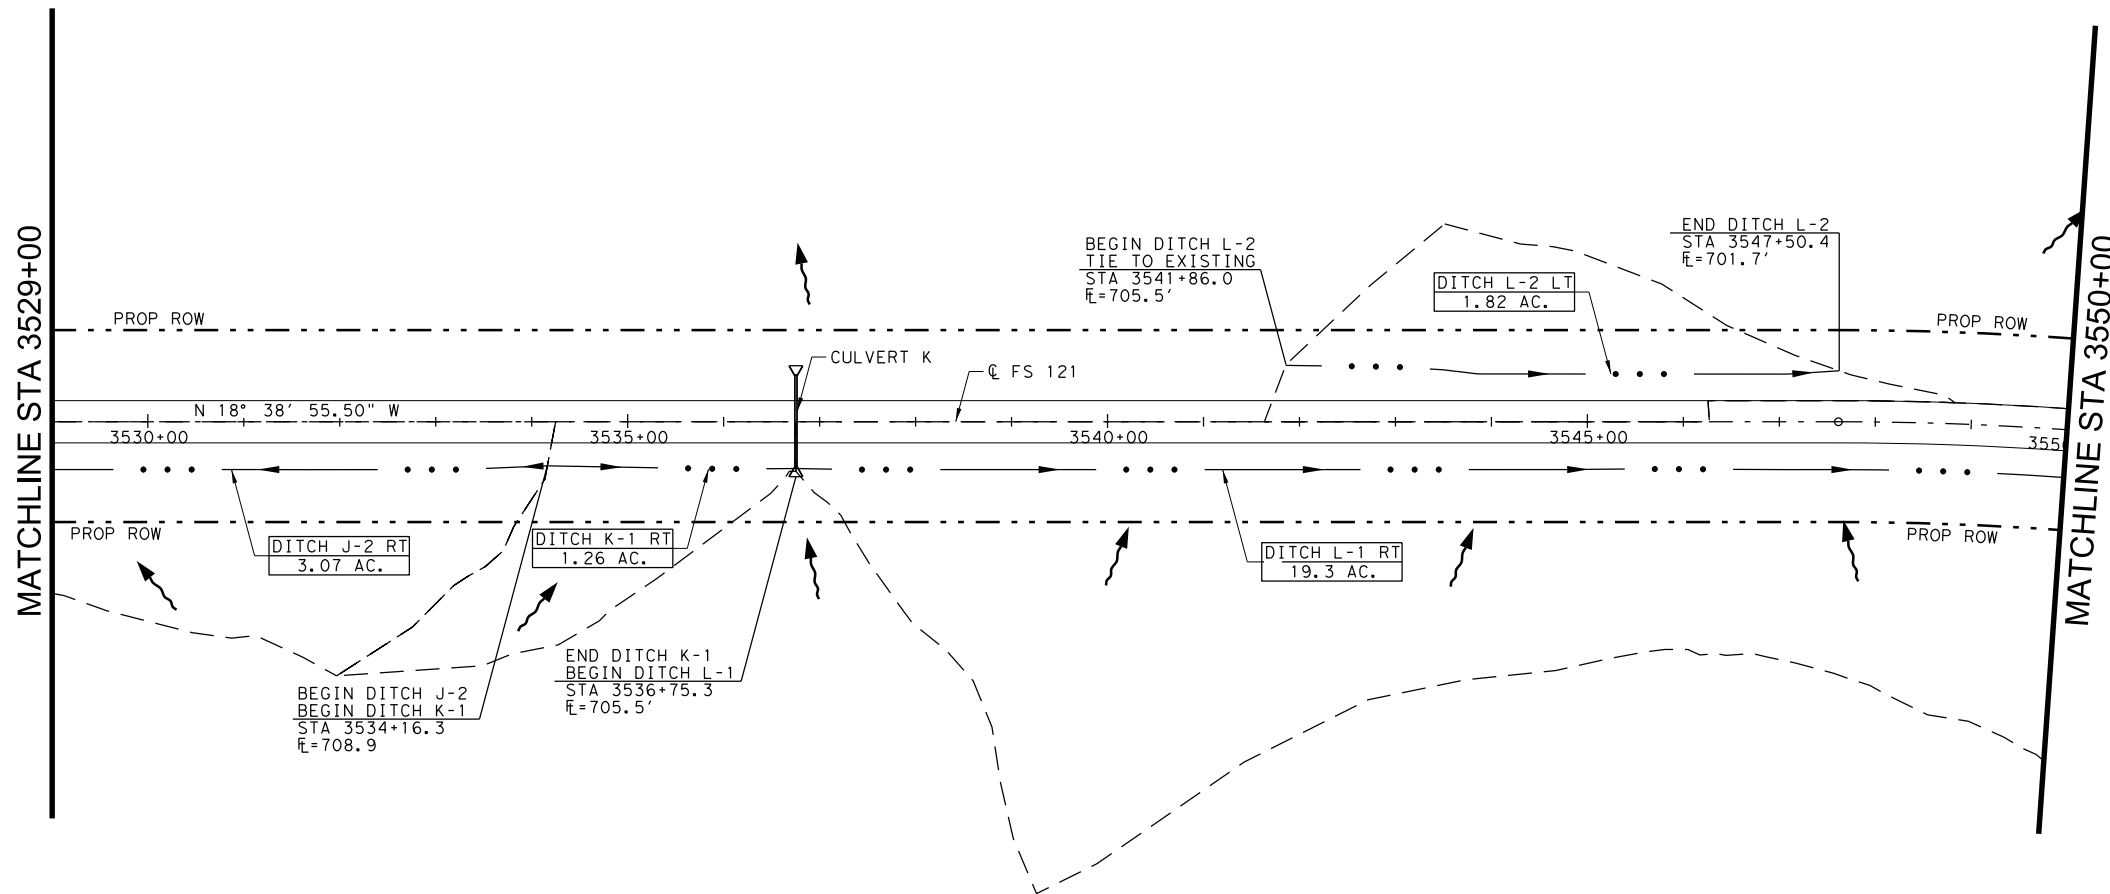 MATCHLINE STA 3529+00
PROP ROW
N 18° 38' 55.50" W
3530+00
3535+00
3540+00
3545+00
355
CULVERT K
℄ FS 121
BEGIN DITCH L-2
TIE TO EXISTING
STA 3541+86.0
FL=705.5'
DITCH L-2 LT
1.82 AC.
END DITCH L-2
STA 3547+50.4
FL=701.7'
PROP ROW
PROP ROW
DITCH J-2 RT
3.07 AC.
DITCH K-1 RT
1.26 AC.
DITCH L-1 RT
19.3 AC.
PROP ROW
BEGIN DITCH J-2
BEGIN DITCH K-1
STA 3534+16.3
FL=708.9
END DITCH K-1
BEGIN DITCH L-1
STA 3536+75.3
FL=705.5'
MATCHLINE STA 3550+00